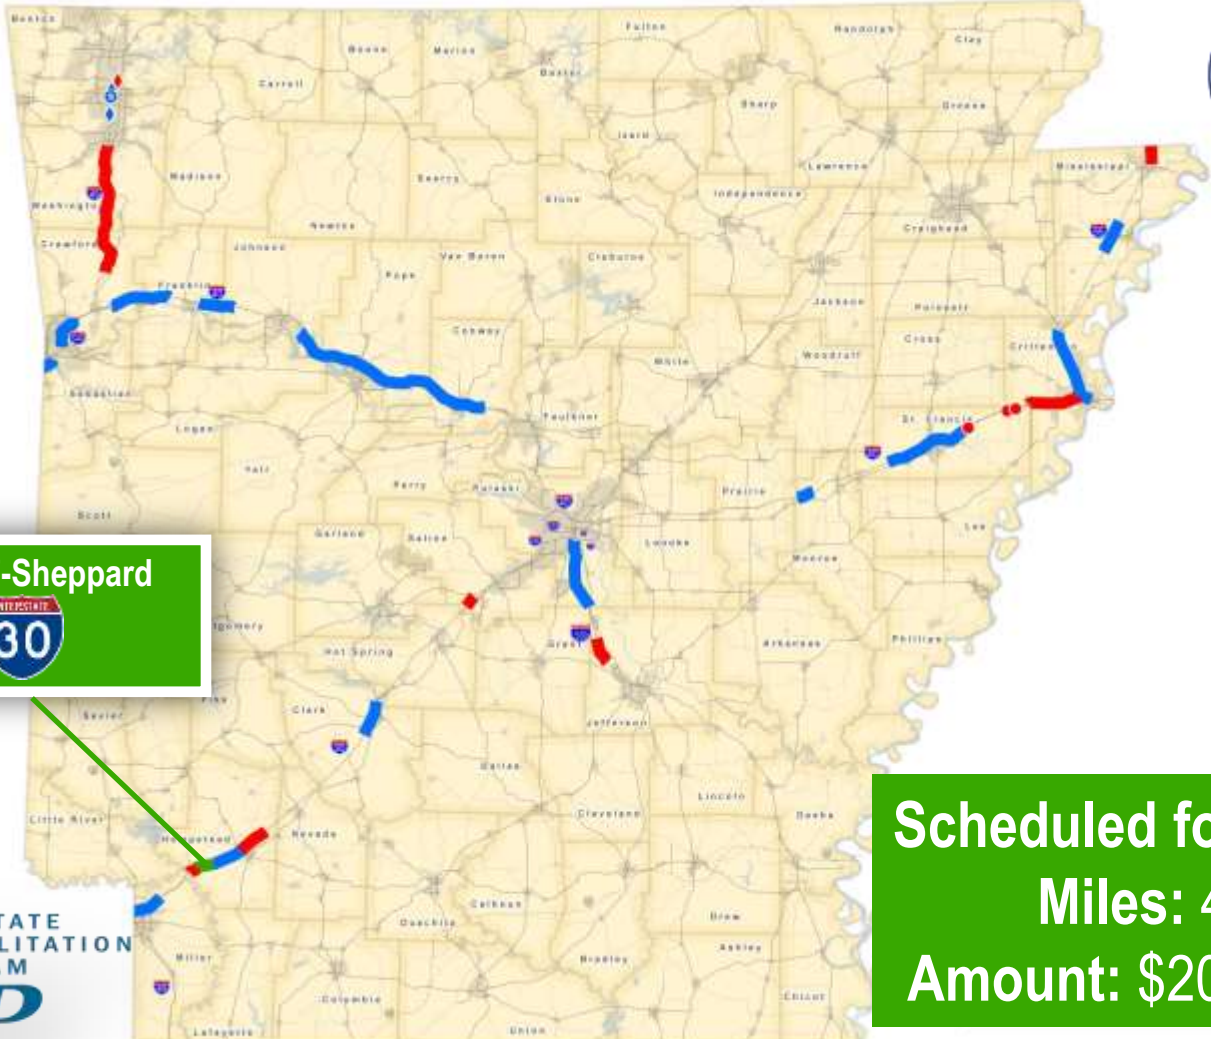 Benton
Carroll
Boone
Marion
Baxter
Fulton
Sharp
Izard
Randolph
Clay
Greene
Lawrence
Mississippi
Washington
Madison
Newton
Searcy
Stone
Independence
Craighead
Crawford
Franklin
Johnson
Pope
Van Buren
Cleburne
Jackson
Poinsett
Cross
Sebastian
Logan
Conway
Faulkner
White
Woodruff
St. Francis
Scott
Yell
Perry
Pulaski
Prairie
Lonoke
Monroe
Lee
Garland
Saline
-Sheppard
INTERSTATE
30
tgomery
Hot Spring
Grant
Arkansas
Phillips
Pike
Sevier
Clark
Dallas
Jefferson
Cleveland
Lincoln
Little River
Hempstead
Nevada
Ouachita
Calhoun
Bradley
Drew
Ashley
Chicot
Miller
Lafayette
Columbia
Union
TATE
LITATION
M
D
Scheduled fo
Miles: 4
Amount: $20